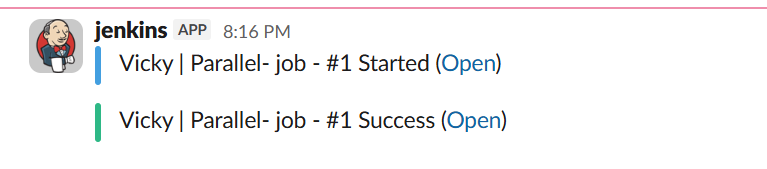 jenkins APP 8:16 PM
Vicky | Parallel- job - #1 Started (Open)
Vicky | Parallel- job - #1 Success (Open)